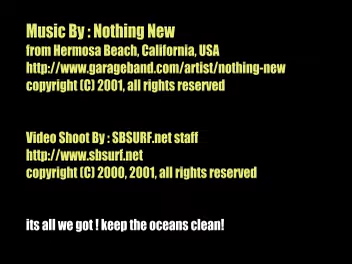 Music By : Nothing New
from Hermosa Beach, California, USA
http://www.garageband.com/artist/nothing-new
copyright (C) 2001, all rights reserved
Video Shoot By : SBSURF.net staff
http://www.sbsurf.net
copyright (C) 2000, 2001, all rights reserved
its all we got ! keep the oceans clean!